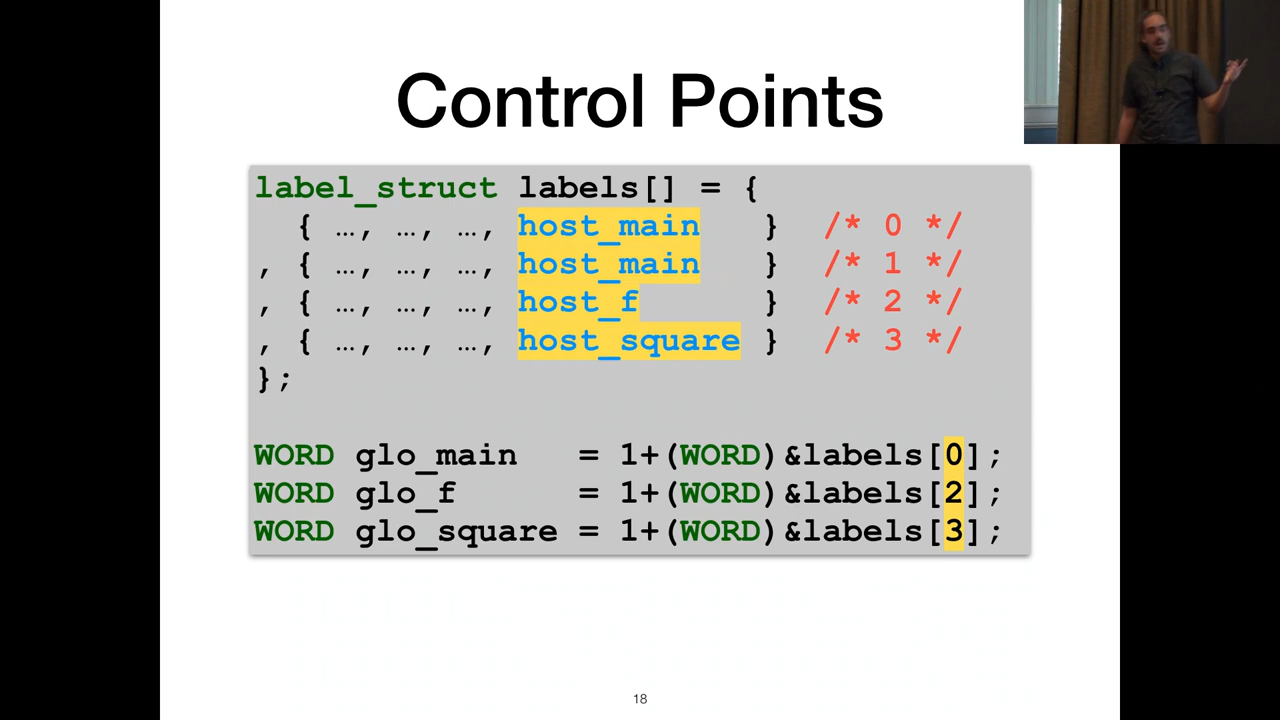 Control Points
label_struct labels[] = {
{ …, …, …, host_main } /* 0 */
, { …, …, …, host_main } /* 1 */
, { …, …, …, host_f } /* 2 */
, { …, …, …, host_square } /* 3 */
};
WORD glo_main = 1+(WORD)&labels[0];
WORD glo_f = 1+(WORD)&labels[2];
WORD glo_square = 1+(WORD)&labels[3];
18